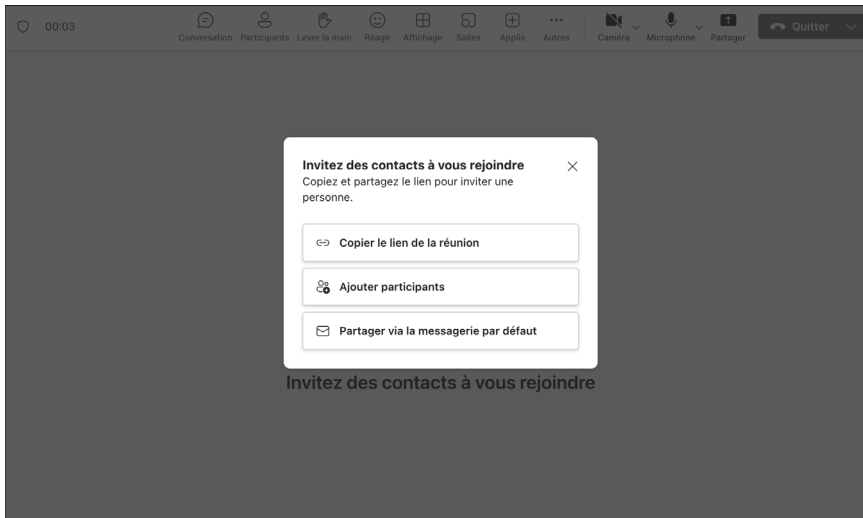 00:03
Conversation Participants Lever la main Réagir Affichage Salles Applis Autres Caméra Microphone Partager Quitter
Invitez des contacts à vous rejoindre
Copiez et partagez le lien pour inviter une
personne.
Copier le lien de la réunion
Ajouter participants
Partager via la messagerie par défaut
Invitez des contacts à vous rejoindre